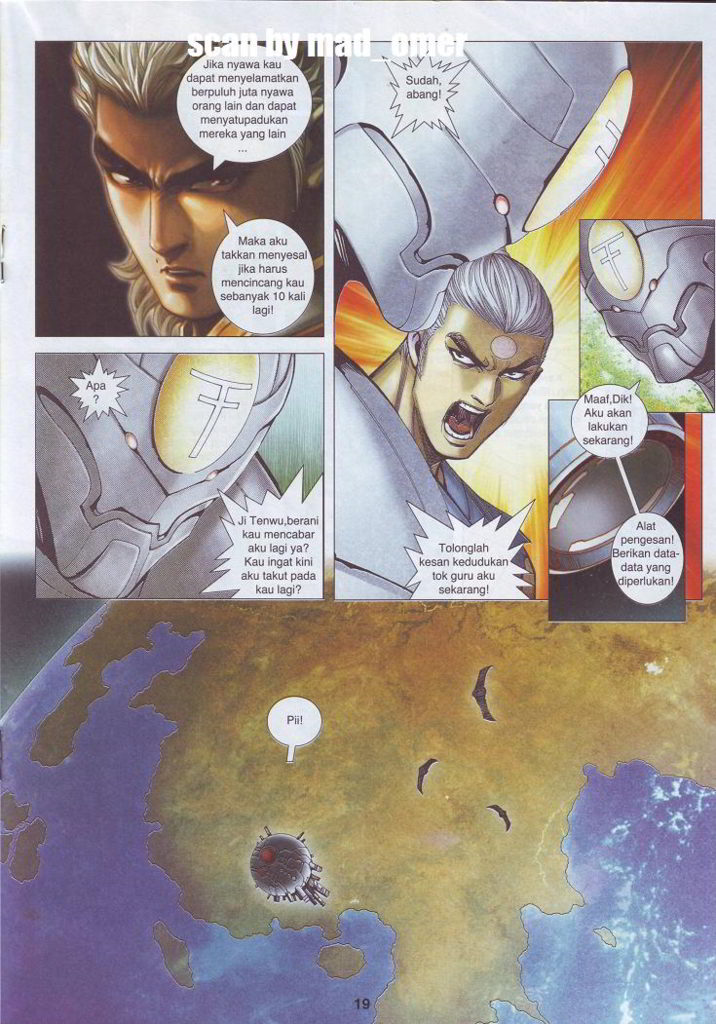 scan by mad_omer
Jika nyawa kau
dapat menyelamatkan
berpuluh juta nyawa
orang lain dan dapat
menyatupadukan
mereka yang lain
...
Maka aku
takkan menyesal
jika harus
mencincang kau
sebanyak 10 kali
lagi!
Sudah,
abang!
Apa
?
Ji Tenwu,berani
kau mencabar
aku lagi ya?
Kau ingat kini
aku takut pada
kau lagi?
Tolonglah
kesan kedudukan
tok guru aku
sekarang!
Maaf,Dik!
Aku akan
lakukan
sekarang!
Alat
pengesan!
Berikan data-
data yang
diperlukan!
Pii!
19